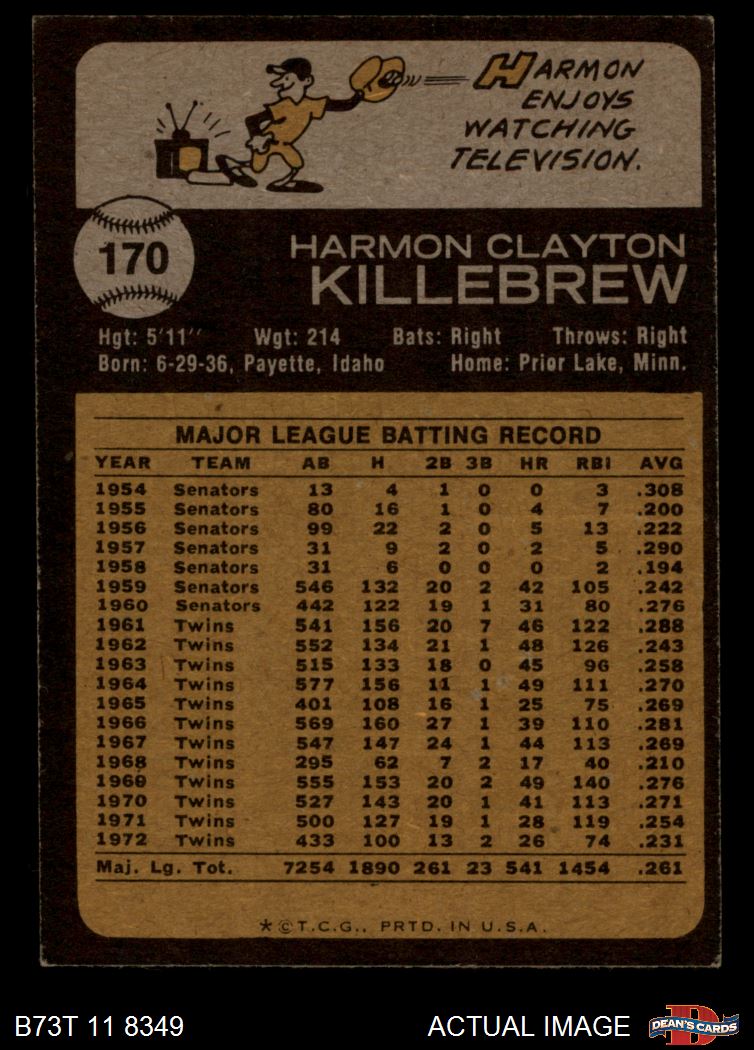 HARMON
ENJOYS
WATCHING
TELEVISION.
170
HARMON CLAYTON
KILLEBREW
Hgt: 5'11" Wgt: 214 Bats: Right Throws: Right
Born: 6-29-36, Payette, Idaho Home: Prior Lake, Minn.
MAJOR LEAGUE BATTING RECORD
YEAR TEAM AB H 2B 3B HR RBI AVG
1954 Senators 13 4 1 0 0 3 .308
1955 Senators 80 16 1 0 4 7 .200
1956 Senators 99 22 2 0 5 13 .222
1957 Senators 31 9 2 0 2 5 .290
1958 Senators 31 6 0 0 0 2 .194
1959 Senators 546 132 20 2 42 105 .242
1960 Senators 442 122 19 1 31 80 .276
1961 Twins 541 156 20 7 46 122 .288
1962 Twins 552 134 21 1 48 126 .243
1963 Twins 515 133 18 0 45 96 .258
1964 Twins 577 156 11 1 49 111 .270
1965 Twins 401 108 16 1 25 75 .269
1966 Twins 569 160 27 1 39 110 .281
1967 Twins 547 147 24 1 44 113 .269
1968 Twins 295 62 7 2 17 40 .210
1969 Twins 555 153 20 2 49 140 .276
1970 Twins 527 143 20 1 41 113 .271
1971 Twins 500 127 19 1 28 119 .254
1972 Twins 433 100 13 2 26 74 .231
Maj. Lg. Tot. 7254 1890 261 23 541 1454 .261
*©T.C.G., PRTD. IN U.S.A.
B73T 11 8349 ACTUAL IMAGE
D
DEAN'S CARDS